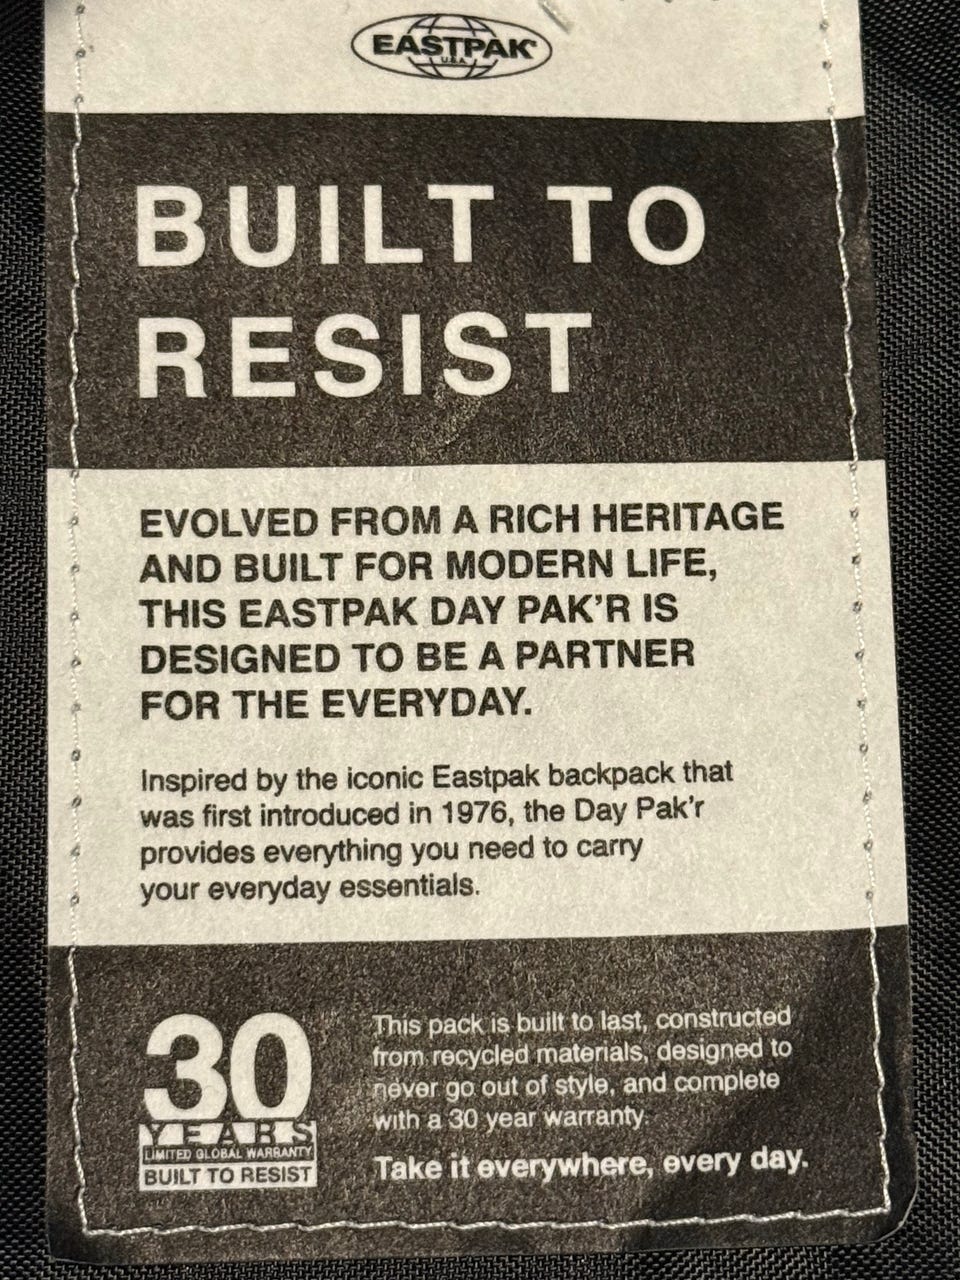 EASTPAK
U.S.A.
BUILT TO
RESIST
EVOLVED FROM A RICH HERITAGE
AND BUILT FOR MODERN LIFE,
THIS EASTPAK DAY PAK'R IS
DESIGNED TO BE A PARTNER
FOR THE EVERYDAY.
Inspired by the iconic Eastpak backpack that
was first introduced in 1976, the Day Pak'r
provides everything you need to carry
your everyday essentials.
30
YEARS
LIMITED GLOBAL WARRANTY
BUILT TO RESIST
This pack is built to last, constructed
from recycled materials, designed to
never go out of style, and complete
with a 30 year warranty.
Take it everywhere, every day.